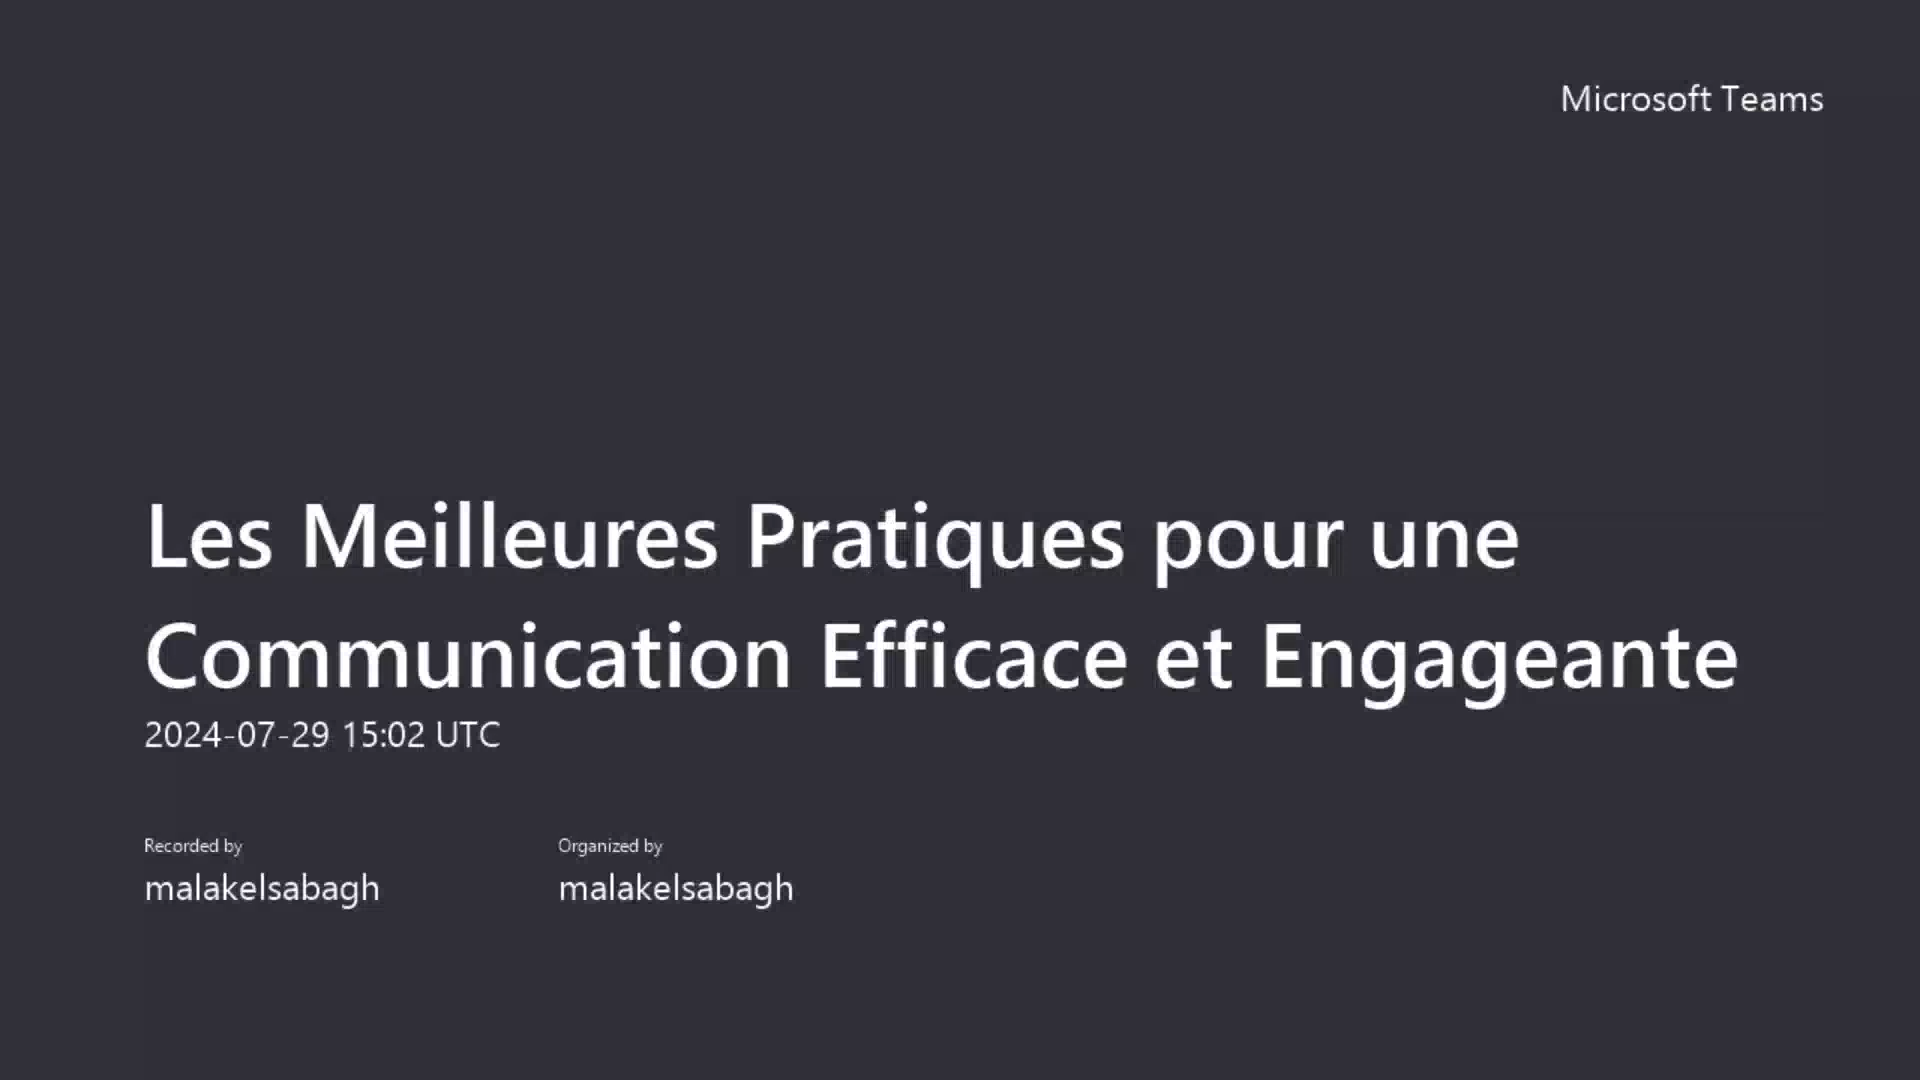 Microsoft Teams
Les Meilleures Pratiques pour une
Communication Efficace et Engageante
2024-07-29 15:02 UTC
Recorded by
malakelsabagh
Organized by
malakelsabagh